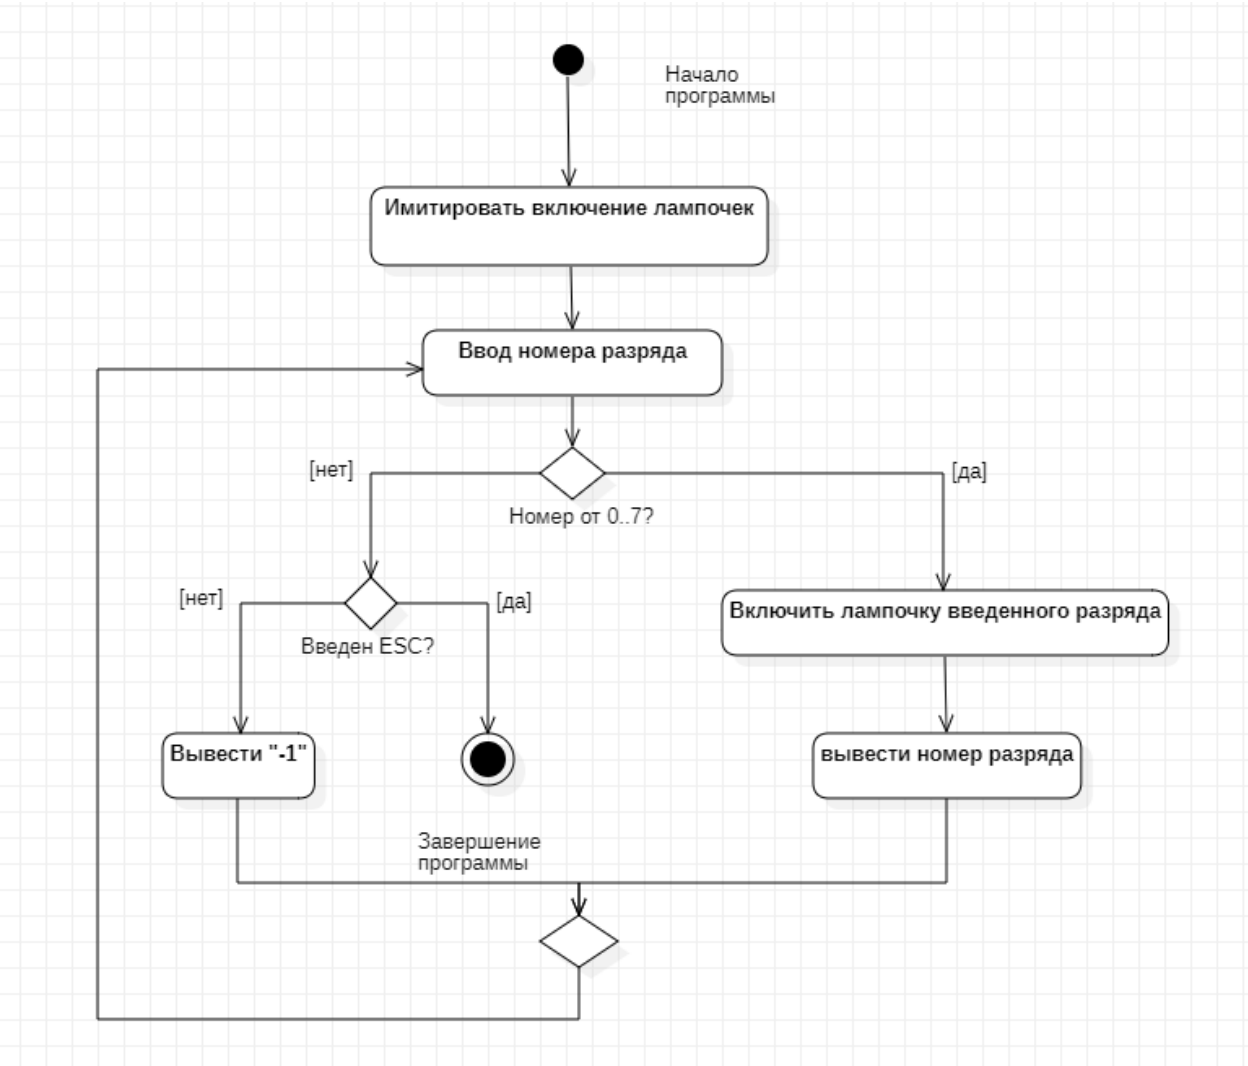 Начало
программы
Имитировать включение лампочек
Ввод номера разряда
[нет]
[да]
Номер от 0..7?
[нет]
[да]
Введен ESC?
Включить лампочку введенного разряда
Вывести "-1"
вывести номер разряда
Завершение
программы